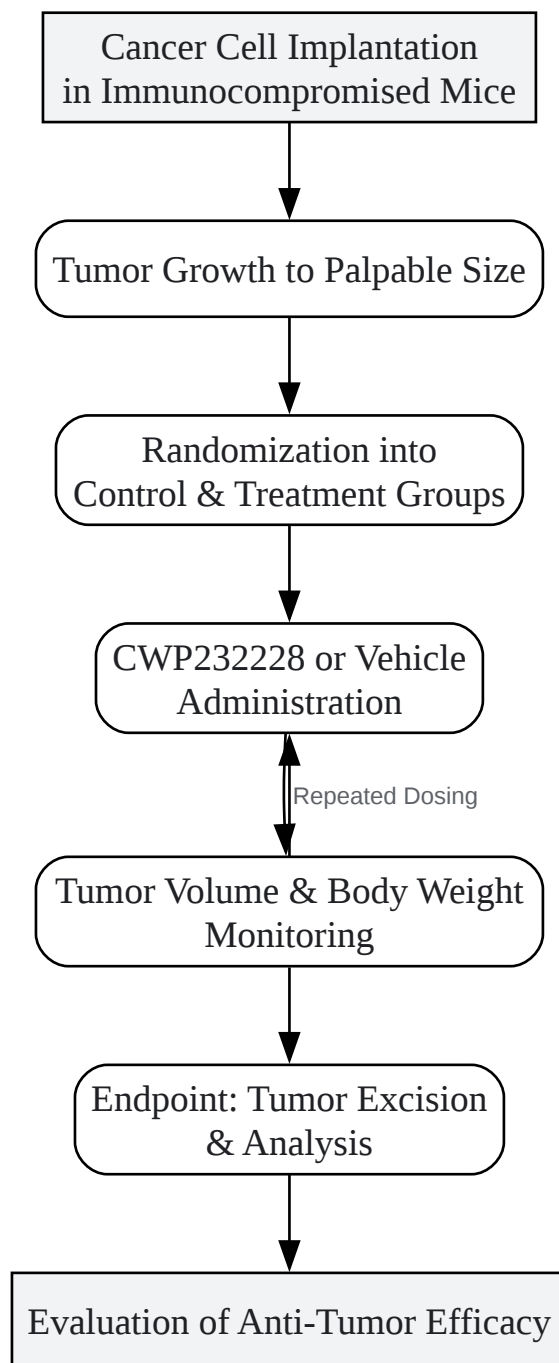 Cancer Cell Implantation
in Immunocompromised Mice
Tumor Growth to Palpable Size
Randomization into
Control & Treatment Groups
CWP232228 or Vehicle
Administration
Repeated Dosing
Tumor Volume & Body Weight
Monitoring
Endpoint: Tumor Excision
& Analysis
Evaluation of Anti-Tumor Efficacy